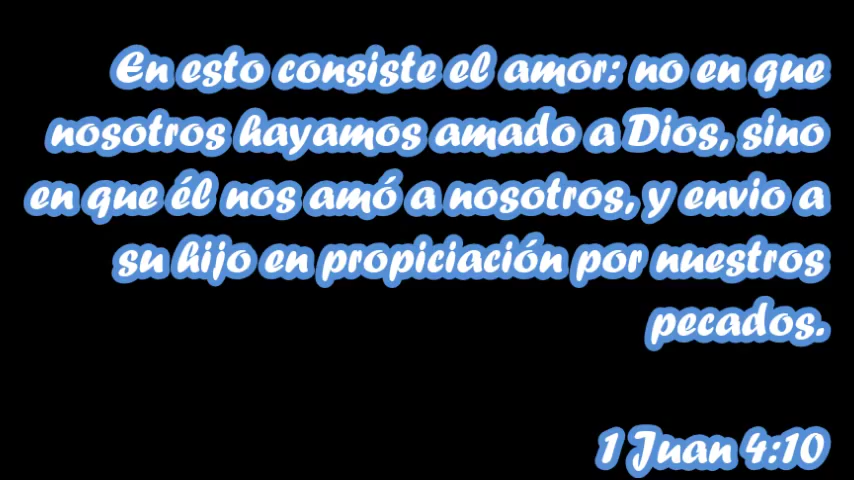 En esto consiste el amor: no en que
nosotros hayamos amado a Dios, sino
en que él nos amó a nosotros, y envio a
su hijo en propiciación por nuestros
pecados.
1 Juan 4:10